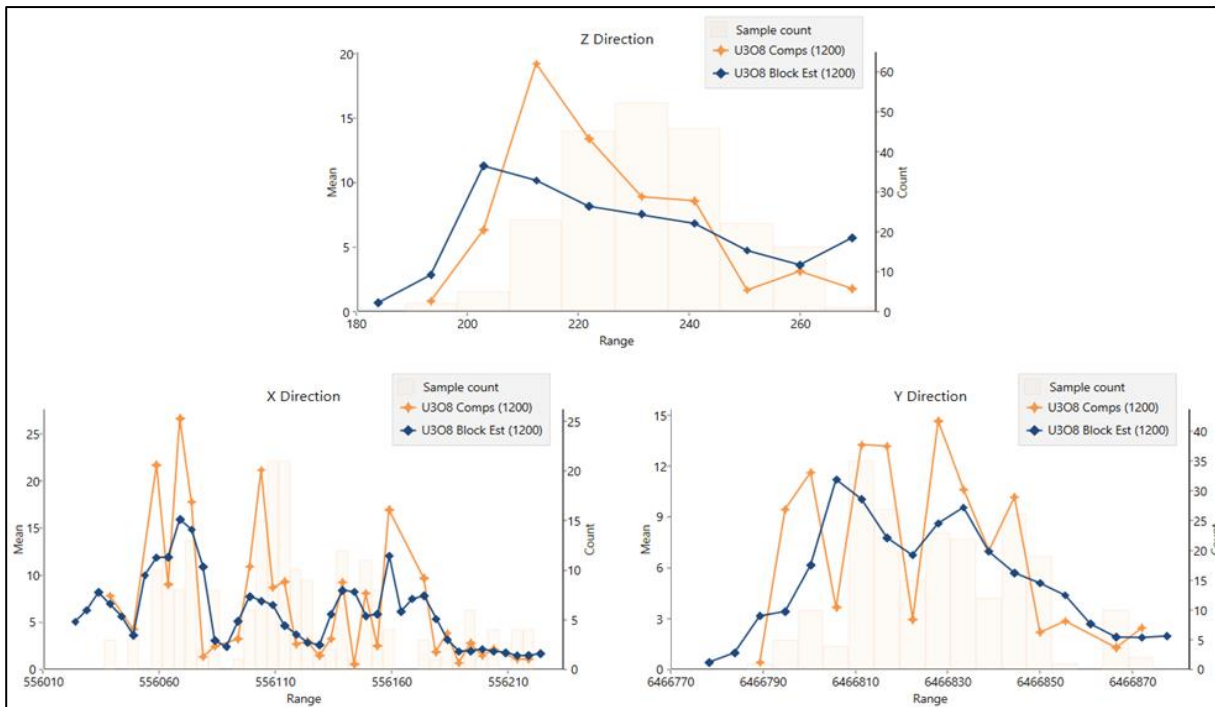 Z Direction
Sample count
U3O8 Comps (1200)
U3O8 Block Est (1200)
20
15
10
5
0
Mean
60
50
40
30
20
10
0
Count
180
200
220
240
260
Range
X Direction
Sample count
U3O8 Comps (1200)
U3O8 Block Est (1200)
25
20
15
10
5
0
Mean
25
20
15
10
5
0
Count
556010
556060
556110
556160
556210
Range
Y Direction
Sample count
U3O8 Comps (1200)
U3O8 Block Est (1200)
15
12
9
6
3
0
Mean
40
35
30
25
20
15
10
5
0
Count
6466770
6466790
6466810
6466830
6466850
6466870
Range